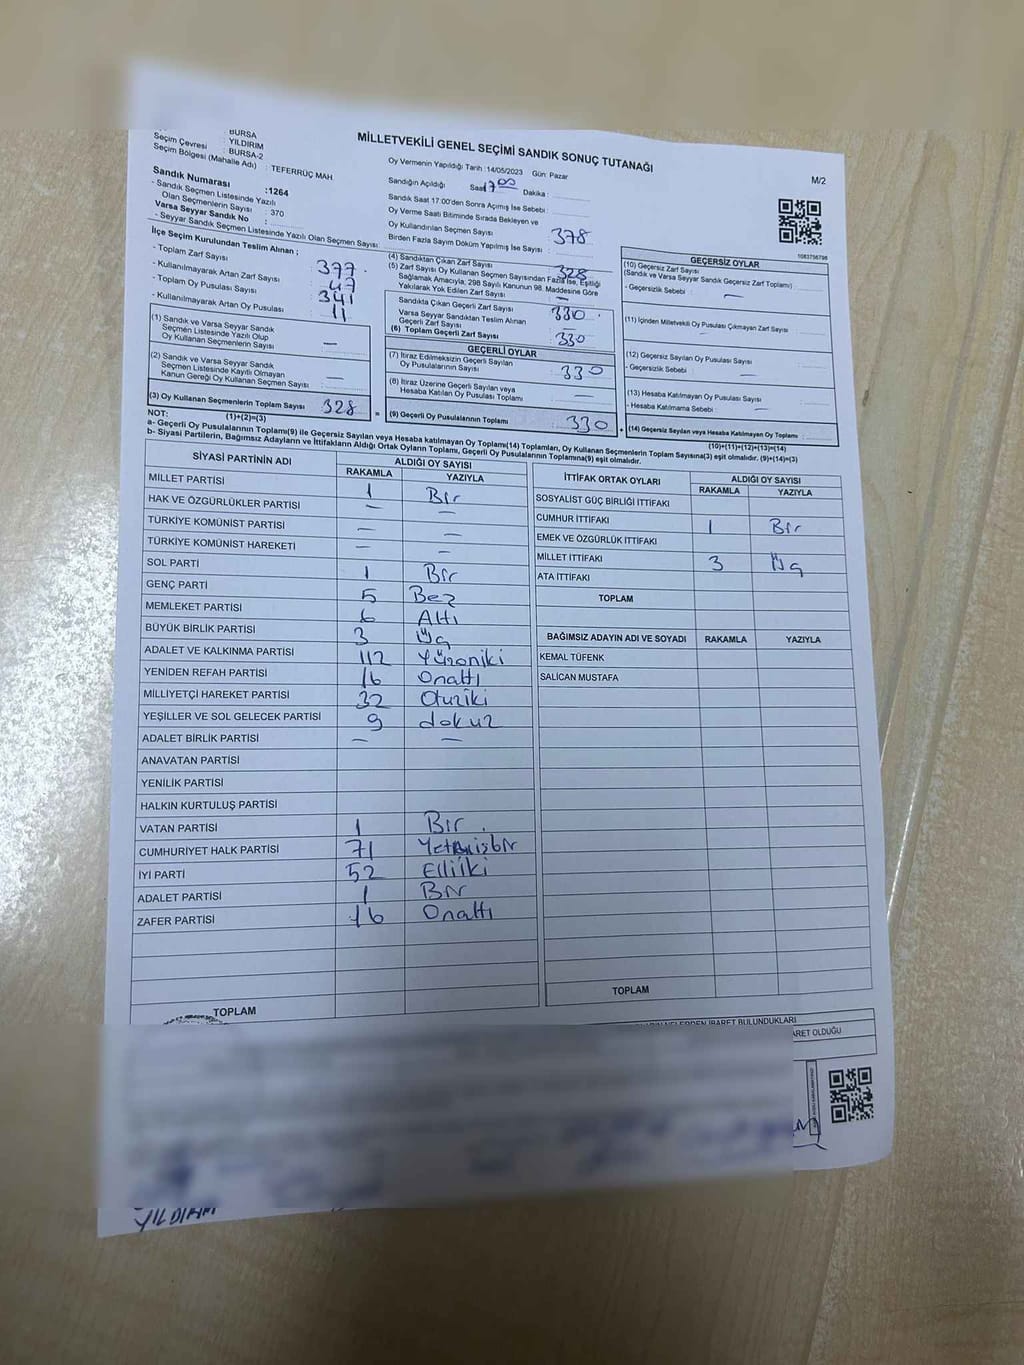 BURSA
Seçim Çevresi : YILDIRIM
Seçim Bölgesi (Mahalle Adı) : BURSA-2
TEFERRÜÇ MAH
Sandık Numarası :1264
- Sandık Seçmen Listesinde Yazılı
Olan Seçmenlerin Sayısı : 370
Varsa Seyyar Sandık No :
- Seyyar Sandık Seçmen Listesinde Yazılı Olan Seçmen Sayısı :
MİLLETVEKİLİ GENEL SEÇİMİ SANDIK SONUÇ TUTANAĞI
M/2
Oy Vermenin Yapıldığı Tarih :14/05/2023 Gün: Pazar
Sandığın Açıldığı Saat 17 00 Dakika :
Sandık Saat 17.00'den Sonra Açılmış İse Sebebi :
Oy Verme Saati Bitiminde Sırada Bekleyen ve
Oy Kullandırılan Seçmen Sayısı : 378
Birden Fazla Sayım Döküm Yapılmış İse Sayısı :
1083756798
İlçe Seçim Kurulundan Teslim Alınan ;
- Toplam Zarf Sayısı : 377
- Kullanılmayarak Artan Zarf Sayısı : 47
- Toplam Oy Pusulası Sayısı : 341
- Kullanılmayarak Artan Oy Pusulası : 11
(1) Sandık ve Varsa Seyyar Sandık
Seçmen Listesinde Yazılı Olup
Oy Kullanan Seçmenlerin Sayısı : —
(2) Sandık ve Varsa Seyyar Sandık
Seçmen Listesinde Kayıtlı Olmayan
Kanun Gereği Oy Kullanan Seçmen Sayısı : —
(3) Oy Kullanan Seçmenlerin Toplam Sayısı : 328
(1)+(2)=(3)
(4) Sandıktan Çıkan Zarf Sayısı : 328
(5) Zarf Sayısı Oy Kullanan Seçmen Sayısından Fazla İse, Eşitliği
Sağlamak Amacıyla, 298 Sayılı Kanunun 98. Maddesine Göre
Yakılarak Yok Edilen Zarf Sayısı : —
Sandıkta Çıkan Geçerli Zarf Sayısı : 330
Varsa Seyyar Sandıktan Teslim Alınan
Geçerli Zarf Sayısı : —
(6) Toplam Geçerli Zarf Sayısı : 330
GEÇERLİ OYLAR
(7) İtiraz Edilmeksizin Geçerli Sayılan
Oy Pusulalarının Sayısı : 330
(8) İtiraz Üzerine Geçerli Sayılan veya
Hesaba Katılan Oy Pusulası Toplamı : —
= (9) Geçerli Oy Pusulalarının Toplamı : 330 +
GEÇERSİZ OYLAR
(10) Geçersiz Zarf Sayısı
(Sandık ve Varsa Seyyar Sandık Geçersiz Zarf Toplamı) :
- Geçersizlik Sebebi : —
(11) İçinden Milletvekili Oy Pusulası Çıkmayan Zarf Sayısı :
(12) Geçersiz Sayılan Oy Pusulası Sayısı :
- Geçersizlik Sebebi : —
(13) Hesaba Katılmayan Oy Pusulası Sayısı :
- Hesaba Katılmama Sebebi : —
(14) Geçersiz Sayılan veya Hesaba Katılmayan Oy Toplamı :
(10)+(11)+(12)+(13)=(14)
NOT:
a- Geçerli Oy Pusulalarının Toplamı(9) ile Geçersiz Sayılan veya Hesaba katılmayan Oy Toplamı(14) Toplamları, Oy Kullanan Seçmenlerin Toplam Sayısına(3) eşit olmalıdır. (9)+(14)=(3)
b- Siyasi Partilerin, Bağımsız Adayların ve İttifakların Aldığı Ortak Oyların Toplamı, Geçerli Oy Pusulalarının Toplamına(9) eşit olmalıdır.
SİYASİ PARTİNİN ADI ALDIĞI OY SAYISI
RAKAMLA YAZIYLA
MİLLET PARTİSİ 1 Bir
HAK VE ÖZGÜRLÜKLER PARTİSİ — —
TÜRKİYE KOMÜNİST PARTİSİ — —
TÜRKİYE KOMÜNİST HAREKETİ — —
SOL PARTİ 1 Bir
GENÇ PARTİ 5 Beş
MEMLEKET PARTİSİ 6 Altı
BÜYÜK BİRLİK PARTİSİ 3 Üç
ADALET VE KALKINMA PARTİSİ 112 Yüzoniki
YENİDEN REFAH PARTİSİ 16 Onaltı
MİLLİYETÇİ HAREKET PARTİSİ 32 Otuziki
YEŞİLLER VE SOL GELECEK PARTİSİ 9 dokuz
ADALET BİRLİK PARTİSİ — —
ANAVATAN PARTİSİ
YENİLİK PARTİSİ
HALKIN KURTULUŞ PARTİSİ
VATAN PARTİSİ 1 Bir.
CUMHURİYET HALK PARTİSİ 71 Yetmişbir
İYİ PARTİ 52 Elliiki
ADALET PARTİSİ 1 Bir
ZAFER PARTİSİ 16 Onaltı
TOPLAM
İTTİFAK ORTAK OYLARI ALDIĞI OY SAYISI
RAKAMLA YAZIYLA
SOSYALİST GÜÇ BİRLİĞİ İTTİFAKI
CUMHUR İTTİFAKI 1 Bir
EMEK VE ÖZGÜRLÜK İTTİFAKI
MİLLET İTTİFAKI 3 Üç
ATA İTTİFAKI
TOPLAM
BAĞIMSIZ ADAYIN ADI VE SOYADI RAKAMLA YAZIYLA
KEMAL TÜFENK
SALİCAN MUSTAFA
TOPLAM
NELERDEN İBARET BULUNDUKLARI
ARET OLDUĞU
YILDIRIM